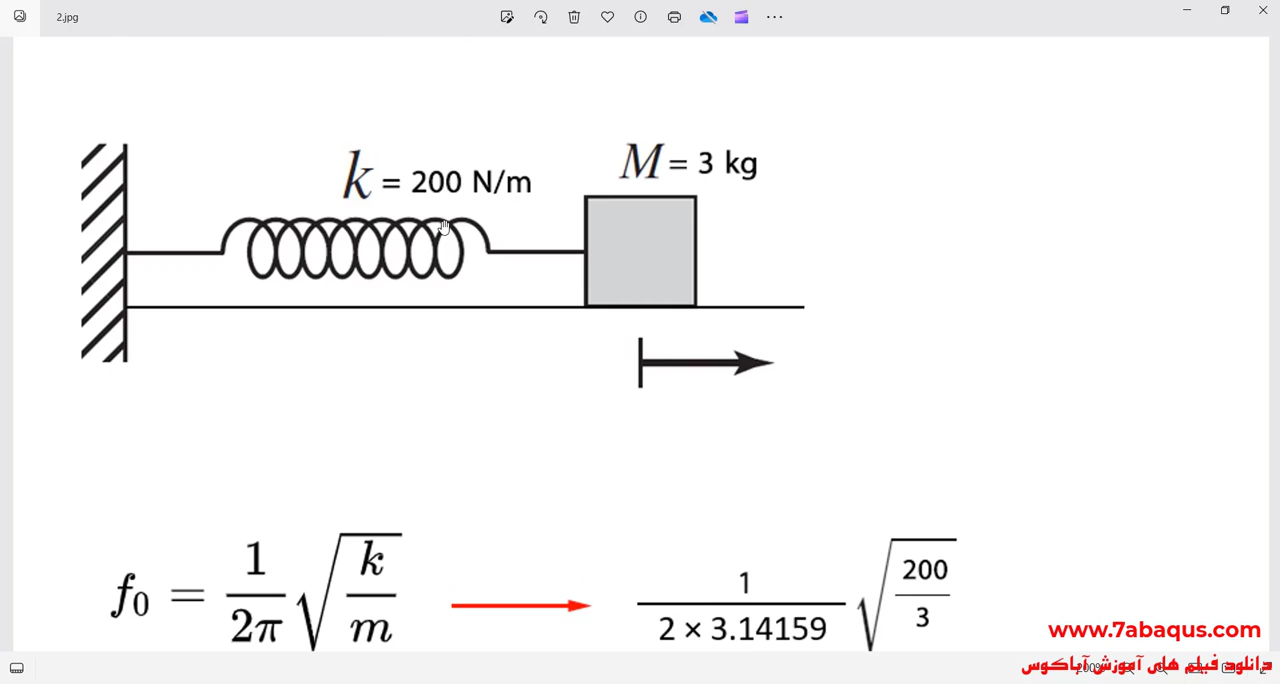 2.jpg
k = 200 N/m
M = 3 kg
f₀ = 1/2π √k/m
1/2 × 3.14159 √200/3
www.7abaqus.com
دانلود فیلم های آموزش آباکوس
200%